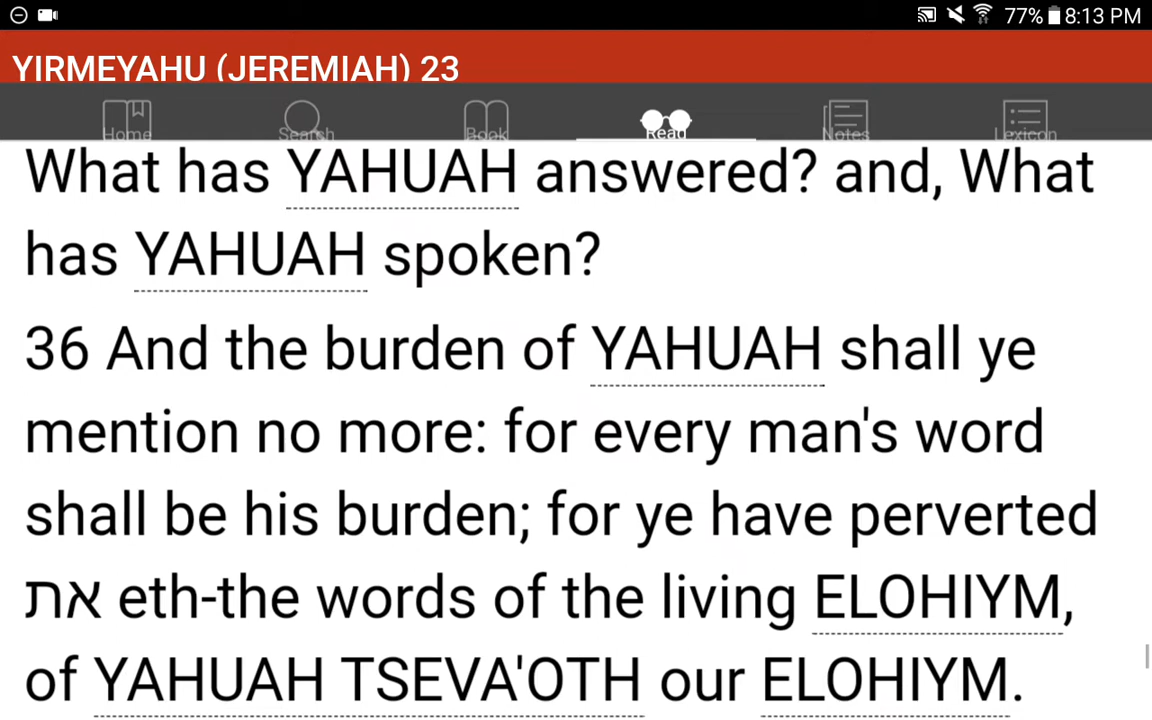 77% 8:13 PM
YIRMEYAHU (JEREMIAH) 23
Home Search Book Read Notes Lexicon
What has YAHUAH answered? and, What
has YAHUAH spoken?
36 And the burden of YAHUAH shall ye
mention no more: for every man's word
shall be his burden; for ye have perverted
את eth-the words of the living ELOHIYM,
of YAHUAH TSEVA'OTH our ELOHIYM.